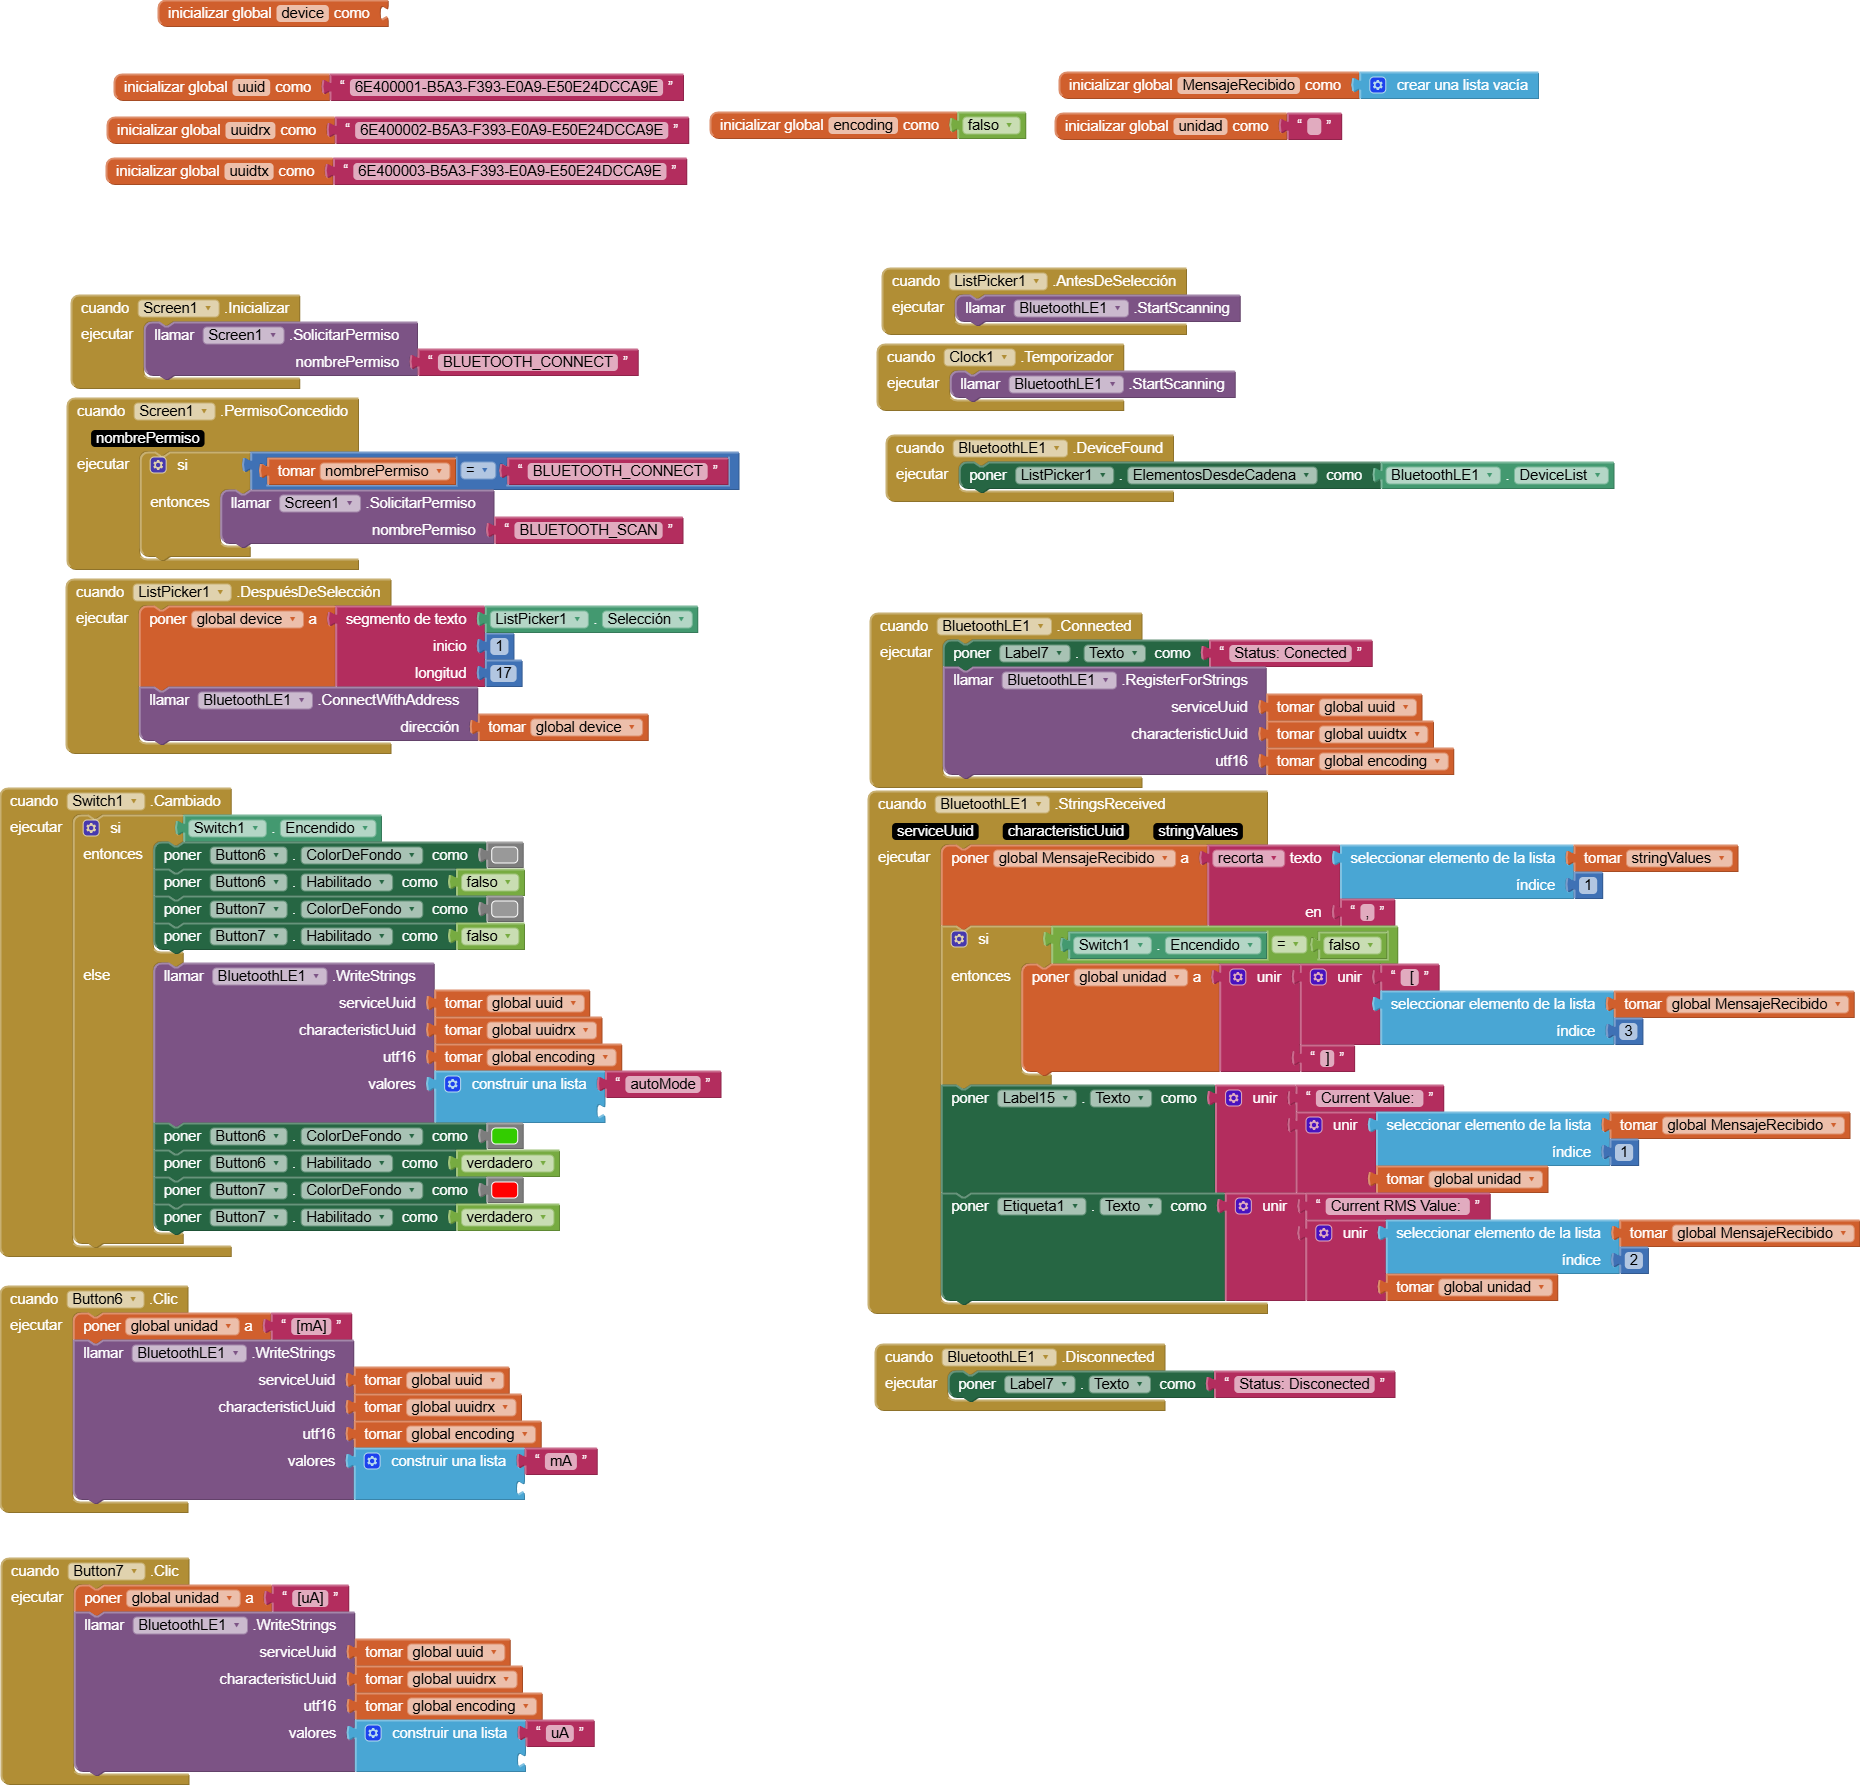 inicializar global device como
inicializar global uuid como " 6E400001-B5A3-F393-E0A9-E50E24DCCA9E "
inicializar global uuidrx como " 6E400002-B5A3-F393-E0A9-E50E24DCCA9E "
inicializar global uuidtx como " 6E400003-B5A3-F393-E0A9-E50E24DCCA9E "
inicializar global encoding como falso
inicializar global MensajeRecibido como crear una lista vacía
inicializar global unidad como " "
cuando Screen1 .Inicializar
ejecutar llamar Screen1 .SolicitarPermiso
nombrePermiso " BLUETOOTH_CONNECT "
cuando Screen1 .PermisoConcedido
nombrePermiso
ejecutar si tomar nombrePermiso = " BLUETOOTH_CONNECT "
entonces llamar Screen1 .SolicitarPermiso
nombrePermiso " BLUETOOTH_SCAN "
cuando ListPicker1 .DespuésDeSelección
ejecutar poner global device a segmento de texto ListPicker1 . Selección
inicio 1
longitud 17
llamar BluetoothLE1 .ConnectWithAddress
dirección tomar global device
cuando Switch1 .Cambiado
ejecutar si Switch1 . Encendido
entonces poner Button6 . ColorDeFondo como
poner Button6 . Habilitado como falso
poner Button7 . ColorDeFondo como
poner Button7 . Habilitado como falso
else llamar BluetoothLE1 .WriteStrings
serviceUuid tomar global uuid
characteristicUuid tomar global uuidrx
utf16 tomar global encoding
valores construir una lista " autoMode "
poner Button6 . ColorDeFondo como
poner Button6 . Habilitado como verdadero
poner Button7 . ColorDeFondo como
poner Button7 . Habilitado como verdadero
cuando Button6 .Clic
ejecutar poner global unidad a " [mA] "
llamar BluetoothLE1 .WriteStrings
serviceUuid tomar global uuid
characteristicUuid tomar global uuidrx
utf16 tomar global encoding
valores construir una lista " mA "
cuando Button7 .Clic
ejecutar poner global unidad a " [uA] "
llamar BluetoothLE1 .WriteStrings
serviceUuid tomar global uuid
characteristicUuid tomar global uuidrx
utf16 tomar global encoding
valores construir una lista " uA "
cuando ListPicker1 .AntesDeSelección
ejecutar llamar BluetoothLE1 .StartScanning
cuando Clock1 .Temporizador
ejecutar llamar BluetoothLE1 .StartScanning
cuando BluetoothLE1 .DeviceFound
ejecutar poner ListPicker1 . ElementosDesdeCadena como BluetoothLE1 . DeviceList
cuando BluetoothLE1 .Connected
ejecutar poner Label7 . Texto como " Status: Conected "
llamar BluetoothLE1 .RegisterForStrings
serviceUuid tomar global uuid
characteristicUuid tomar global uuidtx
utf16 tomar global encoding
cuando BluetoothLE1 .StringsReceived
serviceUuid characteristicUuid stringValues
ejecutar poner global MensajeRecibido a recorta texto seleccionar elemento de la lista tomar stringValues
índice 1
en " , "
si Switch1 . Encendido = falso
entonces poner global unidad a unir unir " [ "
seleccionar elemento de la lista tomar global MensajeRecibido
índice 3
" ] "
poner Label15 . Texto como unir " Current Value: "
unir seleccionar elemento de la lista tomar global MensajeRecibido
índice 1
tomar global unidad
poner Etiqueta1 . Texto como unir " Current RMS Value: "
unir seleccionar elemento de la lista tomar global MensajeRecibido
índice 2
tomar global unidad
cuando BluetoothLE1 .Disconnected
ejecutar poner Label7 . Texto como " Status: Disconected "